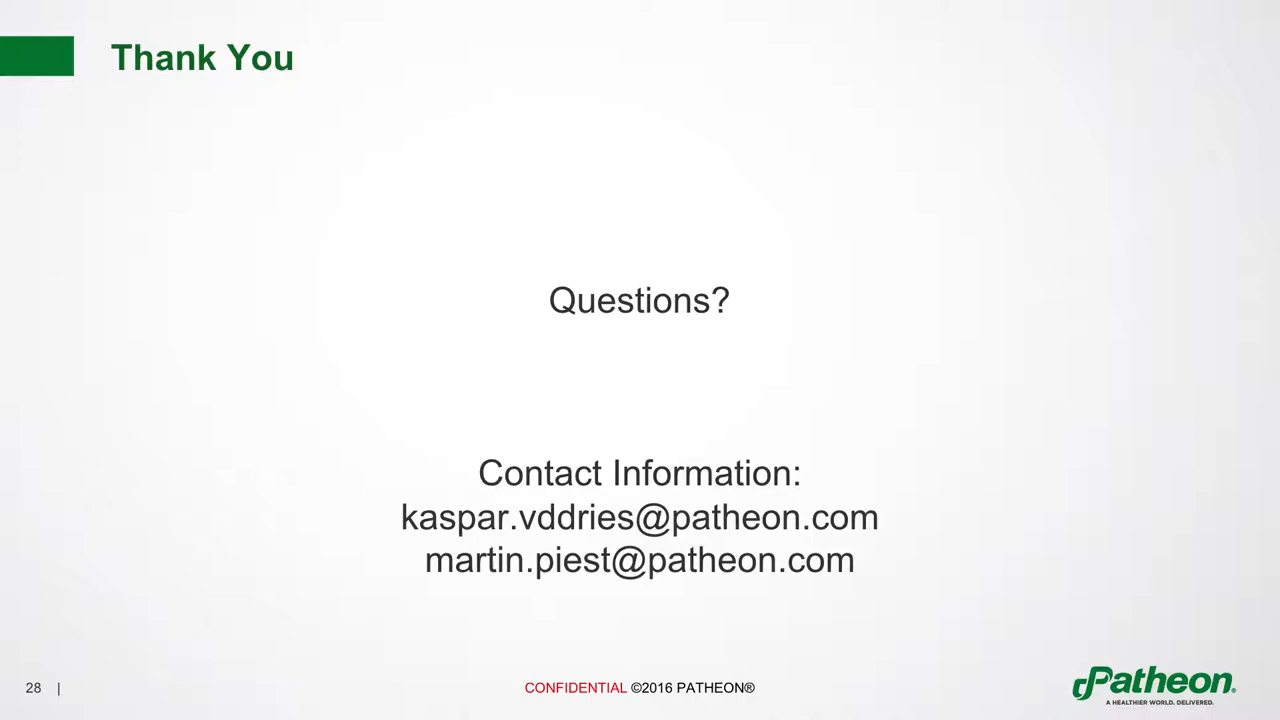 Thank You
Questions?
Contact Information:
kaspar.vddries@patheon.com
martin.piest@patheon.com
28 |
CONFIDENTIAL ©2016 PATHEON®
Patheon®
A HEALTHIER WORLD. DELIVERED.